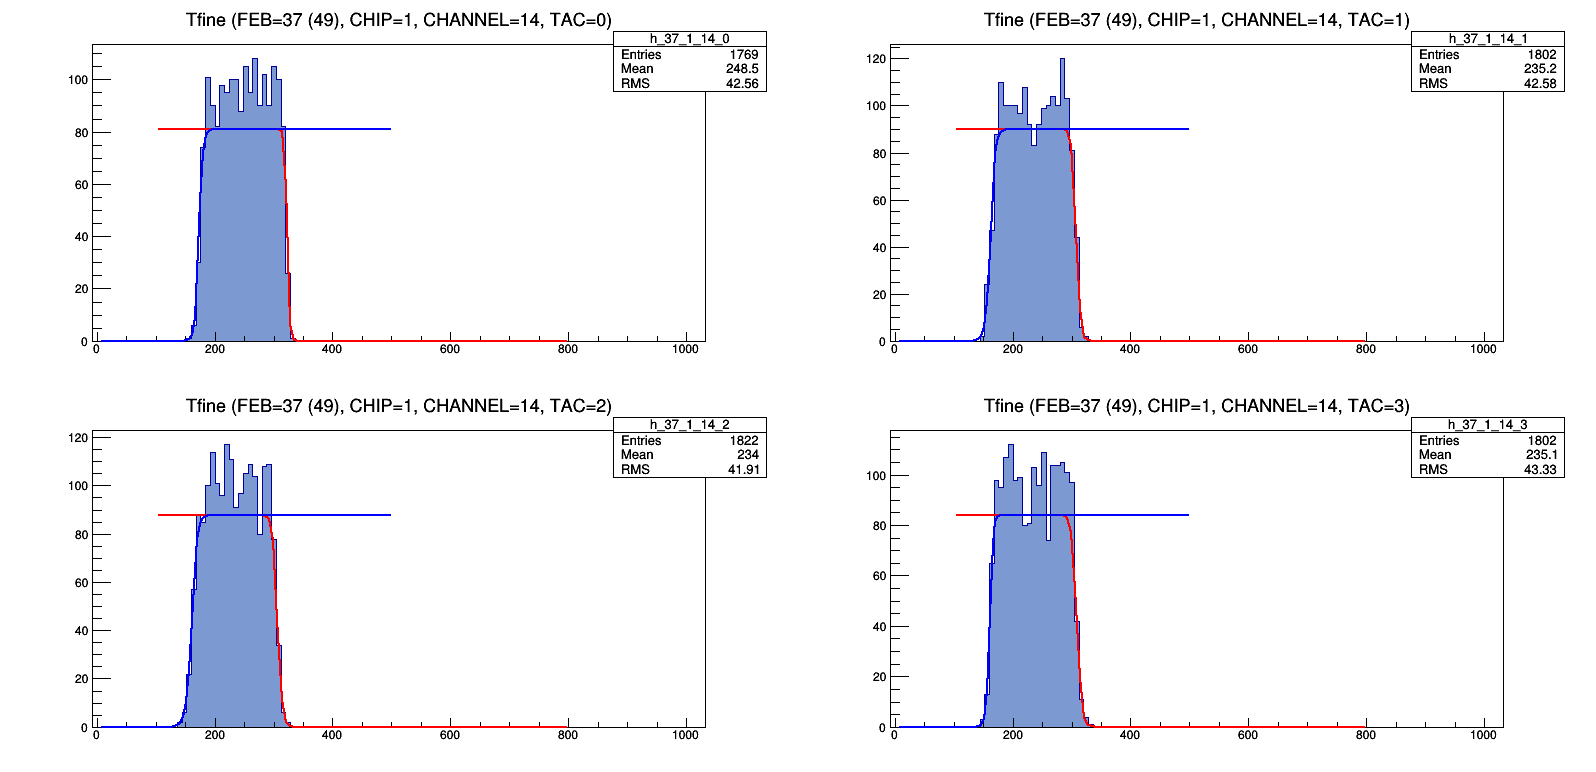 Tfine (FEB=37 (49), CHIP=1, CHANNEL=14, TAC=0)
h_37_1_14_0
Entries 1769
Mean 248.5
RMS 42.56
100
80
60
40
20
0
0 200 400 600 800 1000
Tfine (FEB=37 (49), CHIP=1, CHANNEL=14, TAC=1)
h_37_1_14_1
Entries 1802
Mean 235.2
RMS 42.58
120
100
80
60
40
20
0
0 200 400 600 800 1000
Tfine (FEB=37 (49), CHIP=1, CHANNEL=14, TAC=2)
h_37_1_14_2
Entries 1822
Mean 234
RMS 41.91
120
100
80
60
40
20
0
0 200 400 600 800 1000
Tfine (FEB=37 (49), CHIP=1, CHANNEL=14, TAC=3)
h_37_1_14_3
Entries 1802
Mean 235.1
RMS 43.33
100
80
60
40
20
0
0 200 400 600 800 1000